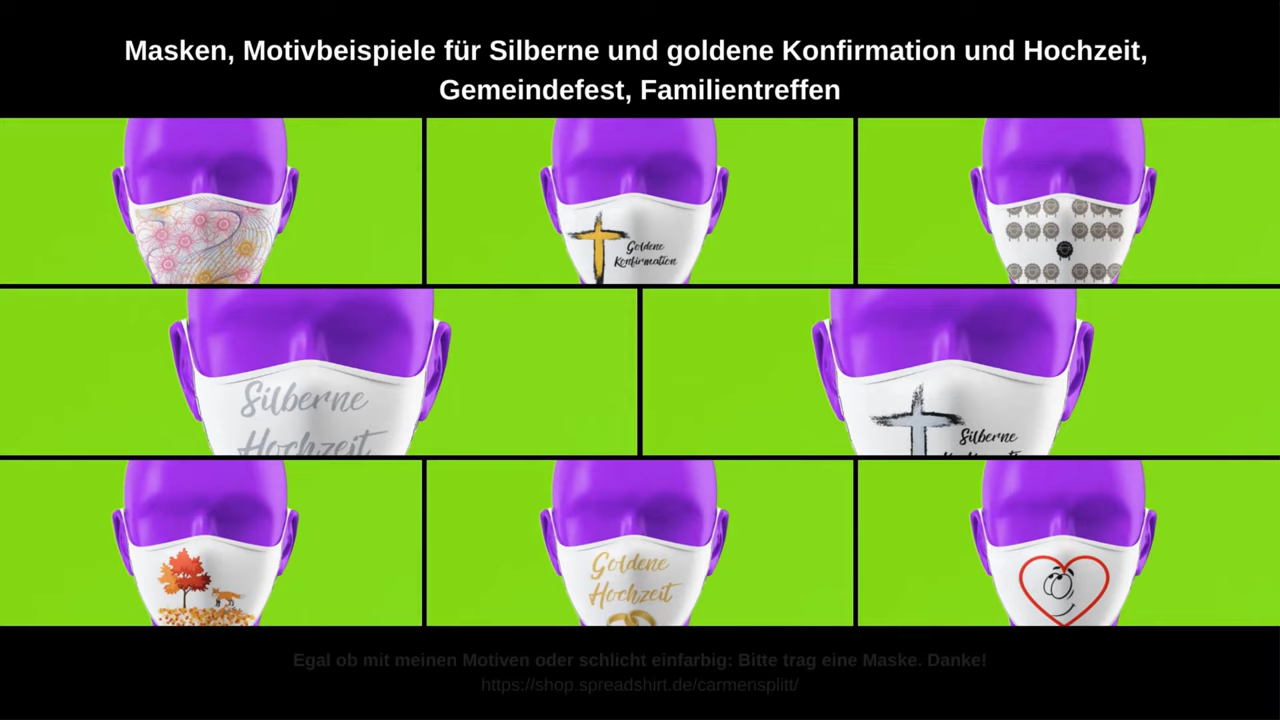 Masken, Motivbeispiele für Silberne und goldene Konfirmation und Hochzeit,
Gemeindefest, Familientreffen
Goldene
Konfirmation
Silberne
Hochzeit
Silberne
Goldene
Hochzeit
Egal ob mit meinen Motiven oder schlicht einfarbig: Bitte trag eine Maske. Danke!
https://shop.spreadshirt.de/carmensplitt/